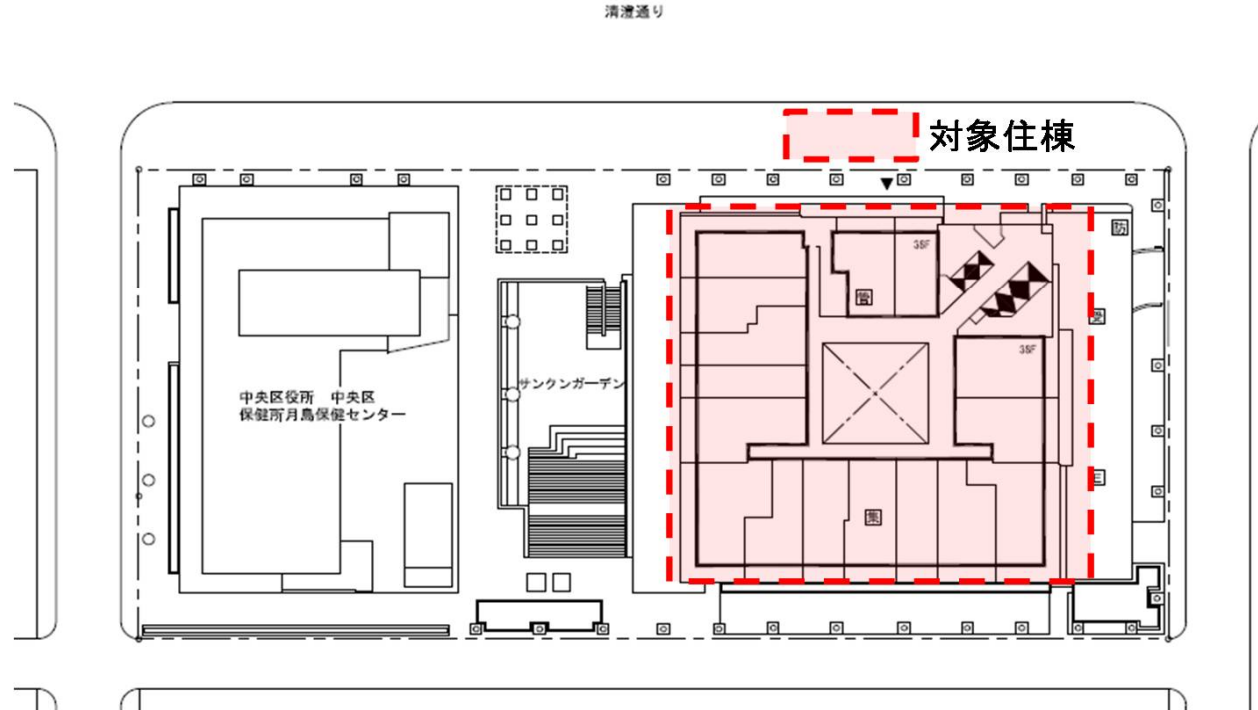 清澄通り
対象住棟
防
38F
管
38F
サンクンガーデン
中央区役所 中央区
保健所月島保健センター
集